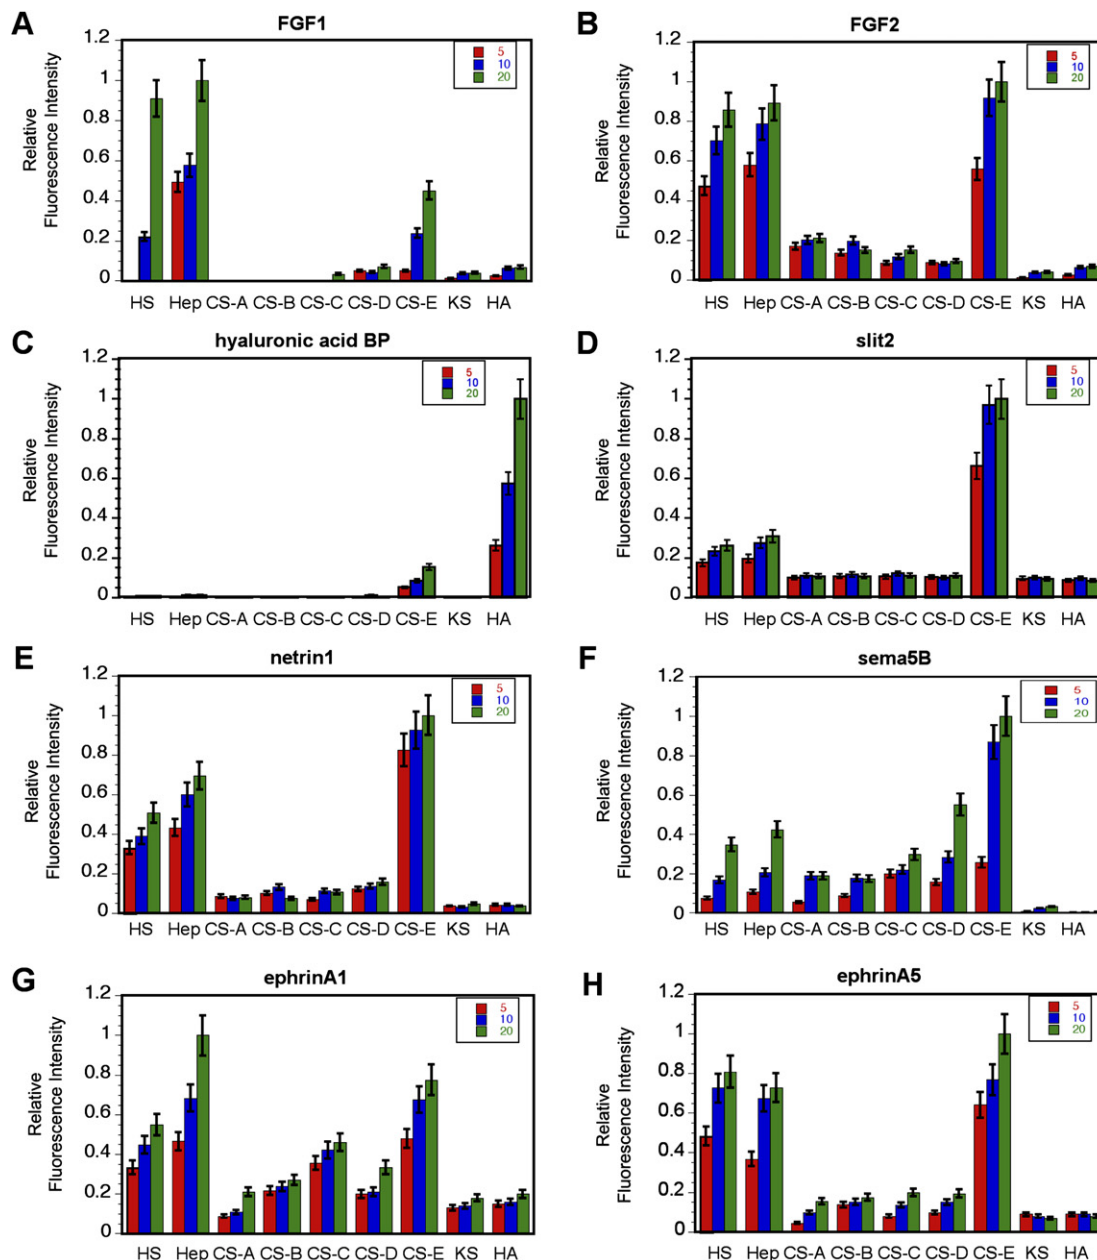 A
FGF1
1.2
1
0.8
0.6
0.4
0.2
0
Relative
Fluorescence Intensity
5
10
20
HS Hep CS-A CS-B CS-C CS-D CS-E KS HA
B
FGF2
1.2
1
0.8
0.6
0.4
0.2
0
Relative
Fluorescence Intensity
5
10
20
HS Hep CS-A CS-B CS-C CS-D CS-E KS HA
C
hyaluronic acid BP
1.2
1
0.8
0.6
0.4
0.2
0
Relative
Fluorescence Intensity
5
10
20
HS Hep CS-A CS-B CS-C CS-D CS-E KS HA
D
slit2
1.2
1
0.8
0.6
0.4
0.2
0
Relative
Fluorescence Intensity
5
10
20
HS Hep CS-A CS-B CS-C CS-D CS-E KS HA
E
netrin1
1.2
1
0.8
0.6
0.4
0.2
0
Relative
Fluorescence Intensity
5
10
20
HS Hep CS-A CS-B CS-C CS-D CS-E KS HA
F
sema5B
1.2
1
0.8
0.6
0.4
0.2
0
Relative
Fluorescence Intensity
5
10
20
HS Hep CS-A CS-B CS-C CS-D CS-E KS HA
G
ephrinA1
1.2
1
0.8
0.6
0.4
0.2
0
Relative
Fluorescence Intensity
5
10
20
HS Hep CS-A CS-B CS-C CS-D CS-E KS HA
H
ephrinA5
1.2
1
0.8
0.6
0.4
0.2
0
Relative
Fluorescence Intensity
5
10
20
HS Hep CS-A CS-B CS-C CS-D CS-E KS HA